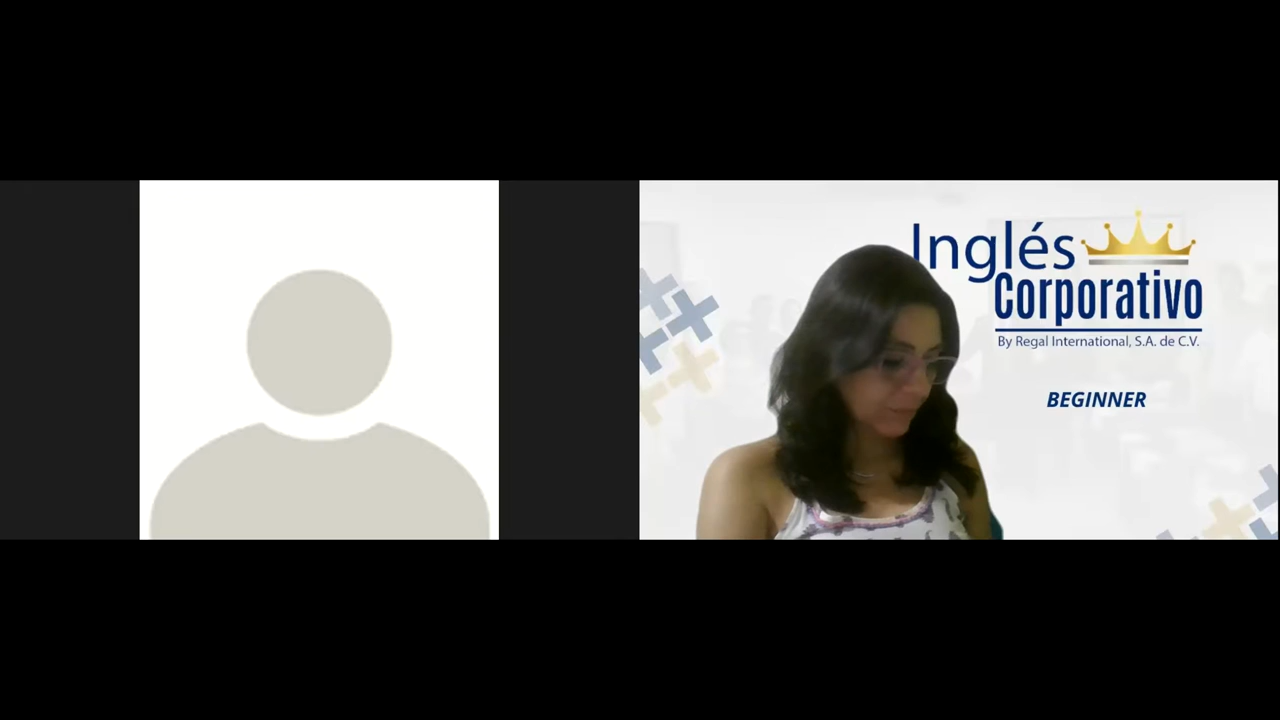 Inglés
Corporativo
By Regal International, S.A. de C.V.
BEGINNER